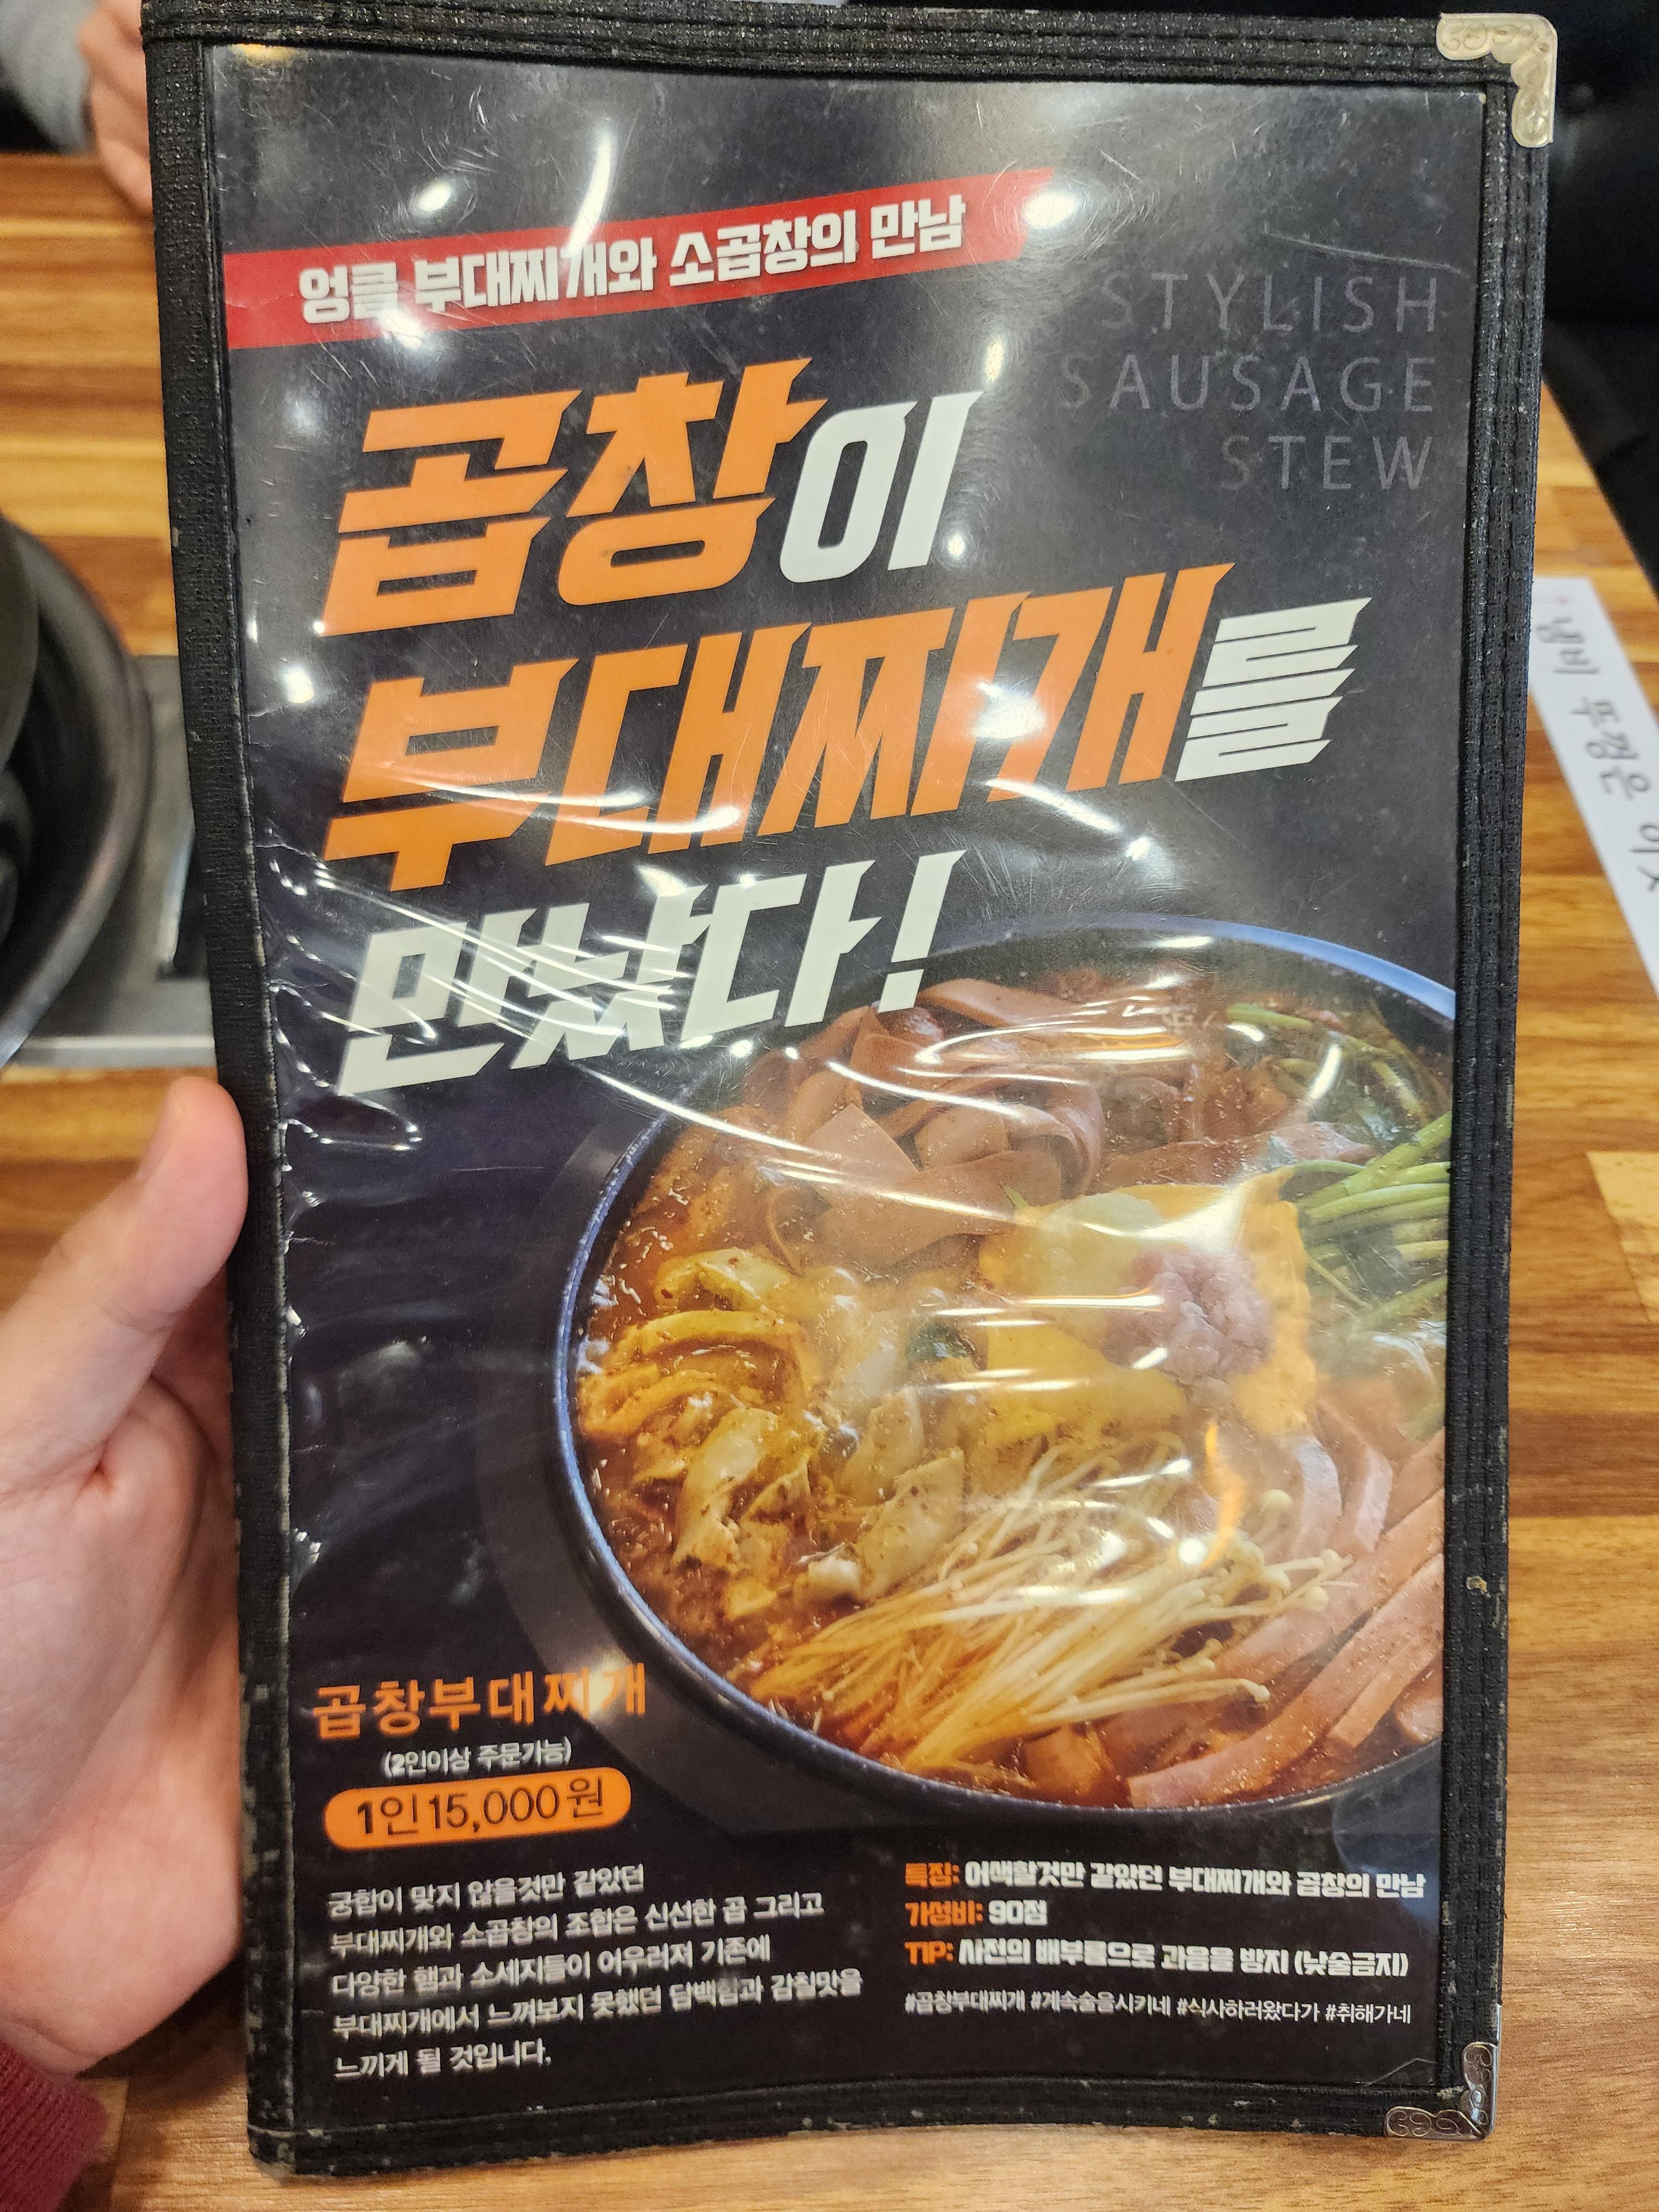 엉클 부대찌개와 소곱창의 만남
STYLISH
SAUSAGE
STEW
곱창이
부대찌개를
만났다!
곱창부대찌개
(2인이상 주문가능)
1인 15,000원
궁합이 맞지 않을것만 같았던
부대찌개와 소곱창의 조합은 신선한 곱 그리고
다양한 햄과 소세지들이 어우러져 기존에
부대찌개에서 느껴보지 못했던 담백함과 감칠맛을
느끼게 될 것입니다.
특징: 어색할것만 같았던 부대찌개와 곱창의 만남
가성비: 90점
TIP: 사전의 배부름으로 과음을 방지 (낮술금지)
#곱창부대찌개 #계속술을시키네 #식사하러왔다가 #취해가네
냄비 뚜껑은